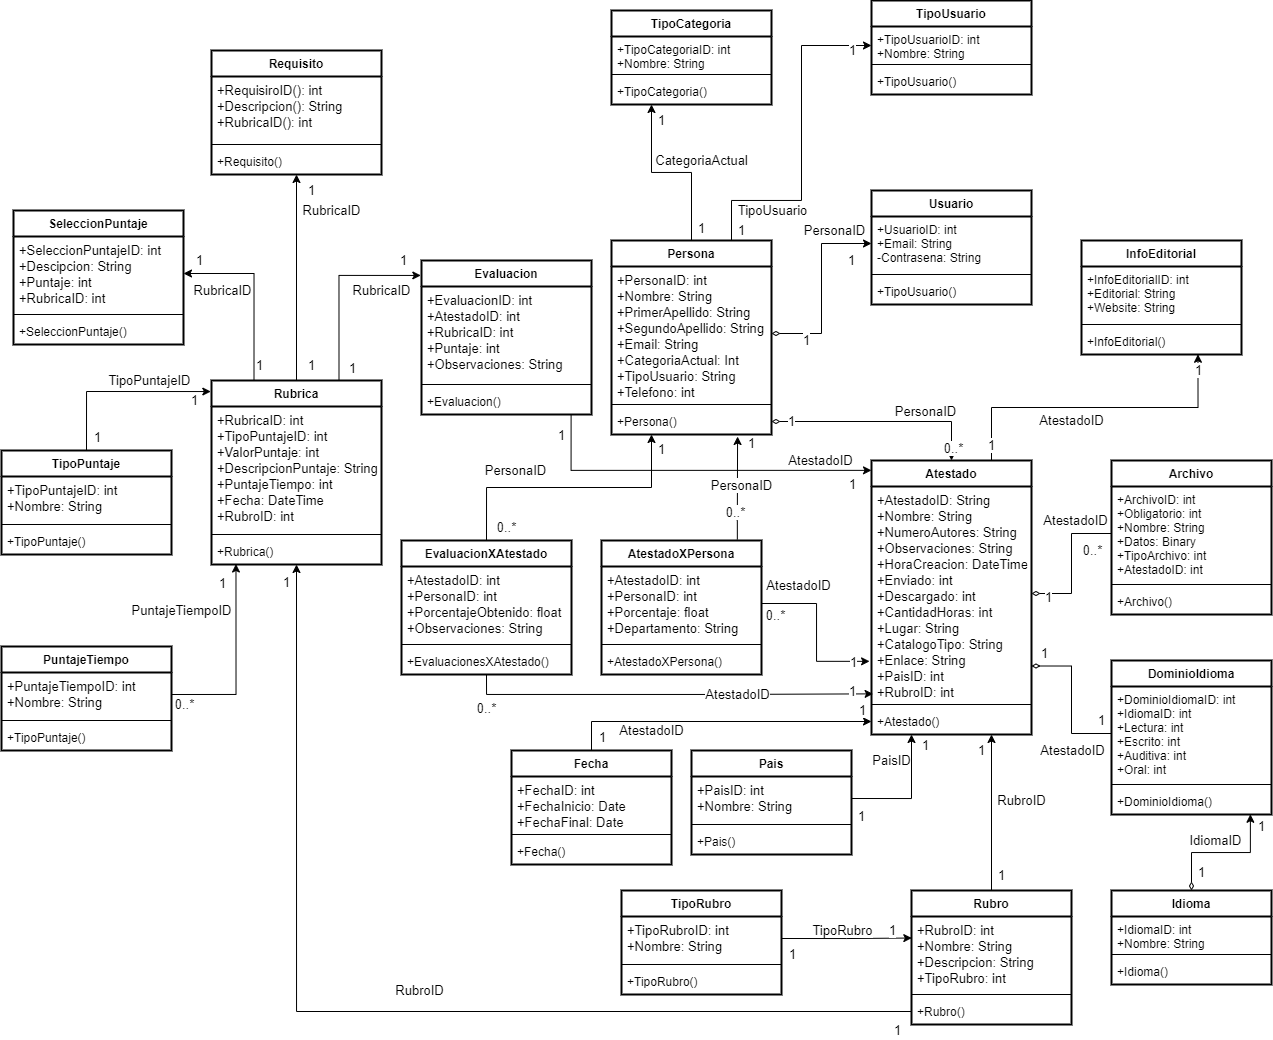 TipoCategoria
+TipoCategoriaID: int
+Nombre: String
+TipoCategoria()
TipoUsuario
+TipoUsuarioID: int
+Nombre: String
+TipoUsuario()
1
1
CategoriaActual
1
TipoUsuario
1
Requisito
+RequisiroID(): int
+Descripcion(): String
+RubricaID(): int
+Requisito()
1
RubricaID
1
SeleccionPuntaje
+SeleccionPuntajeID: int
+Descipcion: String
+Puntaje: int
+RubricaID: int
+SeleccionPuntaje()
1
RubricaID
1
Evaluacion
+EvaluacionID: int
+AtestadoID: int
+RubricaID: int
+Puntaje: int
+Observaciones: String
+Evaluacion()
1
RubricaID
1
Persona
+PersonaID: int
+Nombre: String
+PrimerApellido: String
+SegundoApellido: String
+Email: String
+CategoriaActual: Int
+TipoUsuario: String
+Telefono: int
+Persona()
Usuario
+UsuarioID: int
+Email: String
-Contrasena: String
+TipoUsuario()
PersonaID
1
1
InfoEditorial
+InfoEditorialID: int
+Editorial: String
+Website: String
+InfoEditorial()
1
AtestadoID
1
TipoPuntajeID
1
1
TipoPuntaje
+TipoPuntajeID: int
+Nombre: String
+TipoPuntaje()
Rubrica
+RubricaID: int
+TipoPuntajeID: int
+ValorPuntaje: int
+DescripcionPuntaje: String
+PuntajeTiempo: int
+Fecha: DateTime
+RubroID: int
+Rubrica()
1
PersonaID
0..*
1
AtestadoID
1
1
PersonaID
0..*
1
PersonaID
0..*
Atestado
+AtestadoID: String
+Nombre: String
+NumeroAutores: String
+Observaciones: String
+HoraCreacion: DateTime
+Enviado: int
+Descargado: int
+CantidadHoras: int
+Lugar: String
+CatalogoTipo: String
+Enlace: String
+PaisID: int
+RubroID: int
+Atestado()
Archivo
+ArchivoID: int
+Obligatorio: int
+Nombre: String
+Datos: Binary
+TipoArchivo: int
+AtestadoID: int
+Archivo()
AtestadoID
0..*
1
EvaluacionXAtestado
+AtestadoID: int
+PersonaID: int
+PorcentajeObtenido: float
+Observaciones: String
+EvaluacionesXAtestado()
AtestadoXPersona
+AtestadoID: int
+PersonaID: int
+Porcentaje: float
+Departamento: String
+AtestadoXPersona()
AtestadoID
0..*
1
AtestadoID
0..*
1
1
1
PuntajeTiempoID
PuntajeTiempo
+PuntajeTiempoID: int
+Nombre: String
+TipoPuntaje()
0..*
1
DominioIdioma
+DominioIdiomaID: int
+IdiomaID: int
+Lectura: int
+Escrito: int
+Auditiva: int
+Oral: int
+DominioIdioma()
1
AtestadoID
1
AtestadoID
1
Fecha
+FechaID: int
+FechaInicio: Date
+FechaFinal: Date
+Fecha()
Pais
+PaisID: int
+Nombre: String
+Pais()
PaisID
1
1
1
RubroID
1
1
IdiomaID
1
Idioma
+IdiomaID: int
+Nombre: String
+Idioma()
TipoRubro
+TipoRubroID: int
+Nombre: String
+TipoRubro()
TipoRubro
1
1
Rubro
+RubroID: int
+Nombre: String
+Descripcion: String
+TipoRubro: int
+Rubro()
RubroID
1